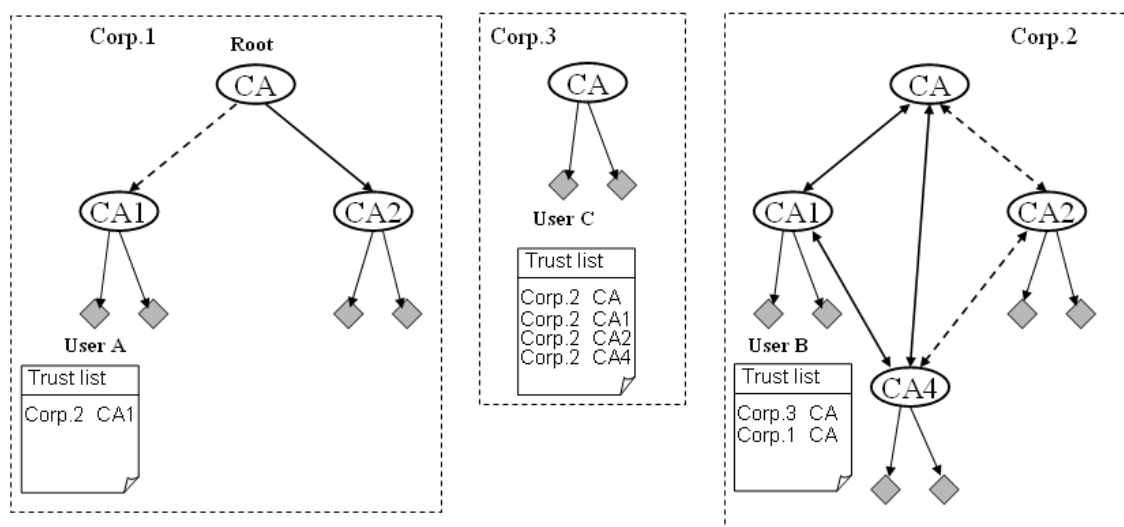 Corp.1
Root
CA
CA1
CA2
User A
Trust list
Corp.2 CA1
Corp.3
CA
User C
Trust list
Corp.2 CA
Corp.2 CA1
Corp.2 CA2
Corp.2 CA4
Corp.2
CA
CA1
CA2
User B
Trust list
Corp.3 CA
Corp.1 CA
CA4